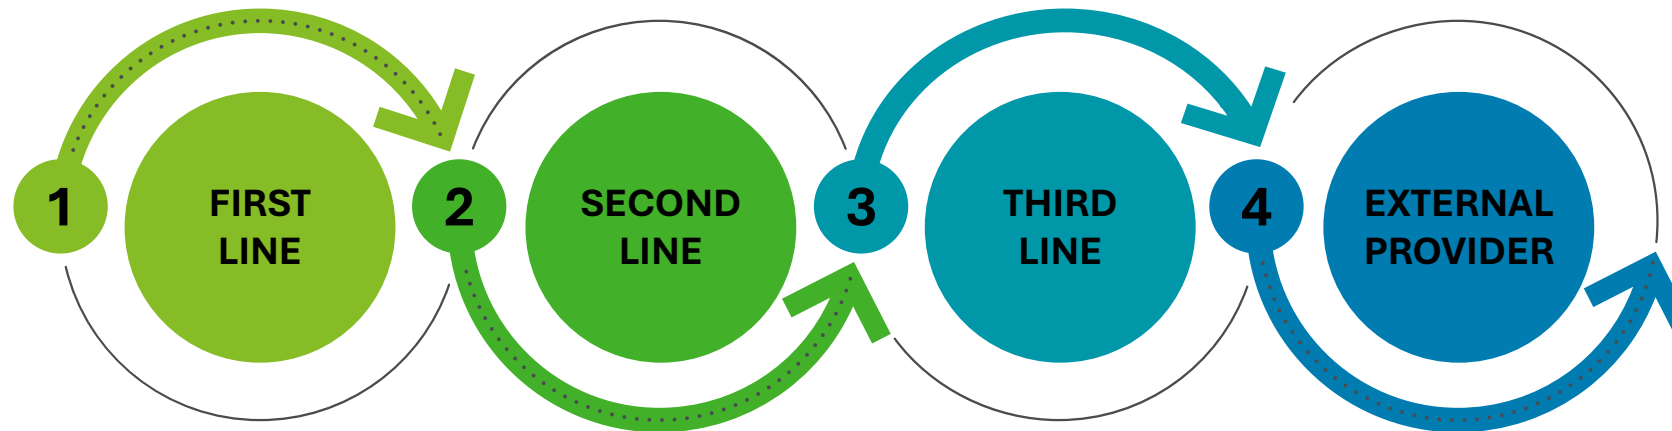 1
FIRST
LINE
2
SECOND
LINE
3
THIRD
LINE
4
EXTERNAL
PROVIDER